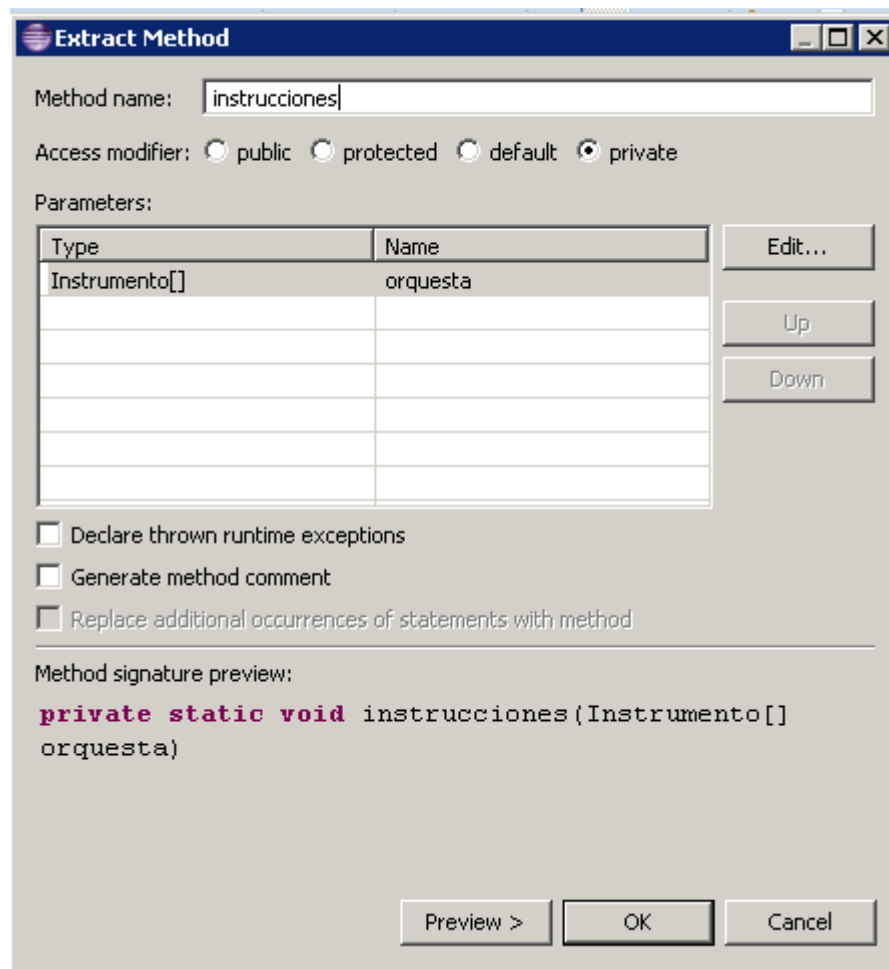 Extract Method
Method name: instrucciones
Access modifier: public protected default private
Parameters:
Type Name Edit...
Instrumento[] orquesta
Up
Down
Declare thrown runtime exceptions
Generate method comment
Replace additional occurrences of statements with method
Method signature preview:
private static void instrucciones(Instrumento[]
orquesta)
Preview > OK Cancel